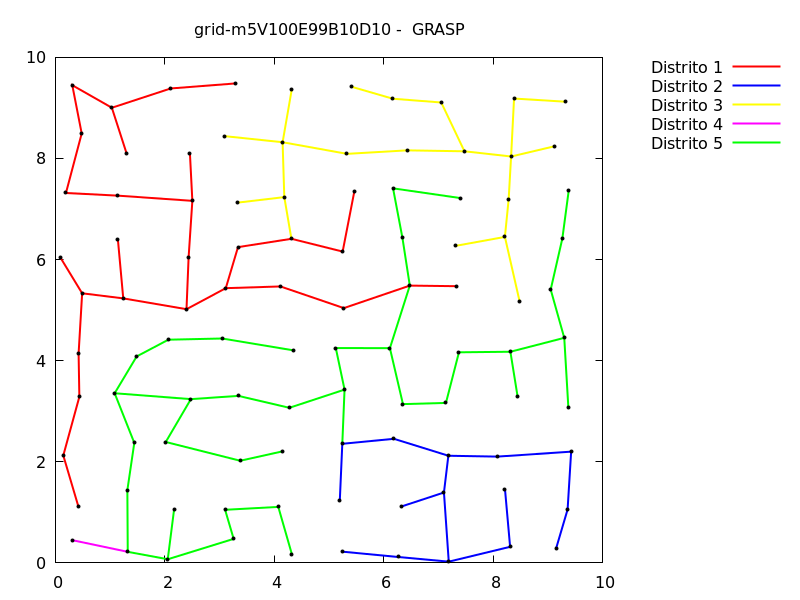 grid-m5V100E99B10D10 - GRASP
Distrito 1
Distrito 2
Distrito 3
Distrito 4
Distrito 5
10
8
6
4
2
0
0 2 4 6 8 10